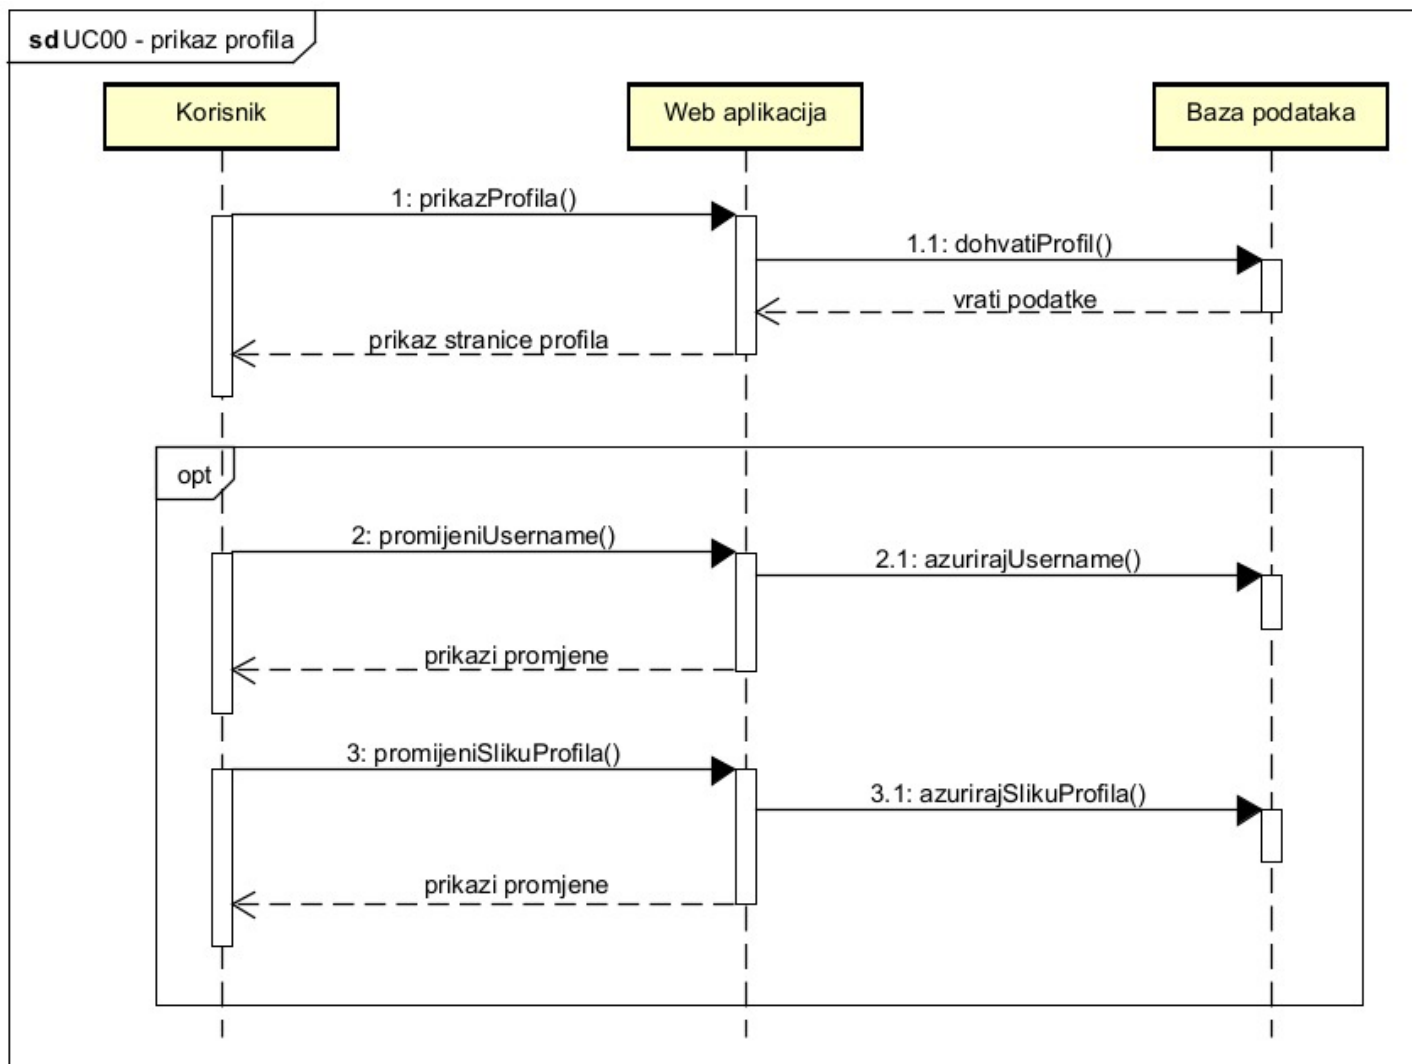 sd UC00 - prikaz profila
Korisnik
Web aplikacija
Baza podataka
1: prikazProfila()
1.1: dohvatiProfil()
vrati podatke
prikaz stranice profila
opt
2: promijeniUsername()
2.1: azurirajUsername()
prikazi promjene
3: promijeniSlikuProfila()
3.1: azurirajSlikuProfila()
prikazi promjene